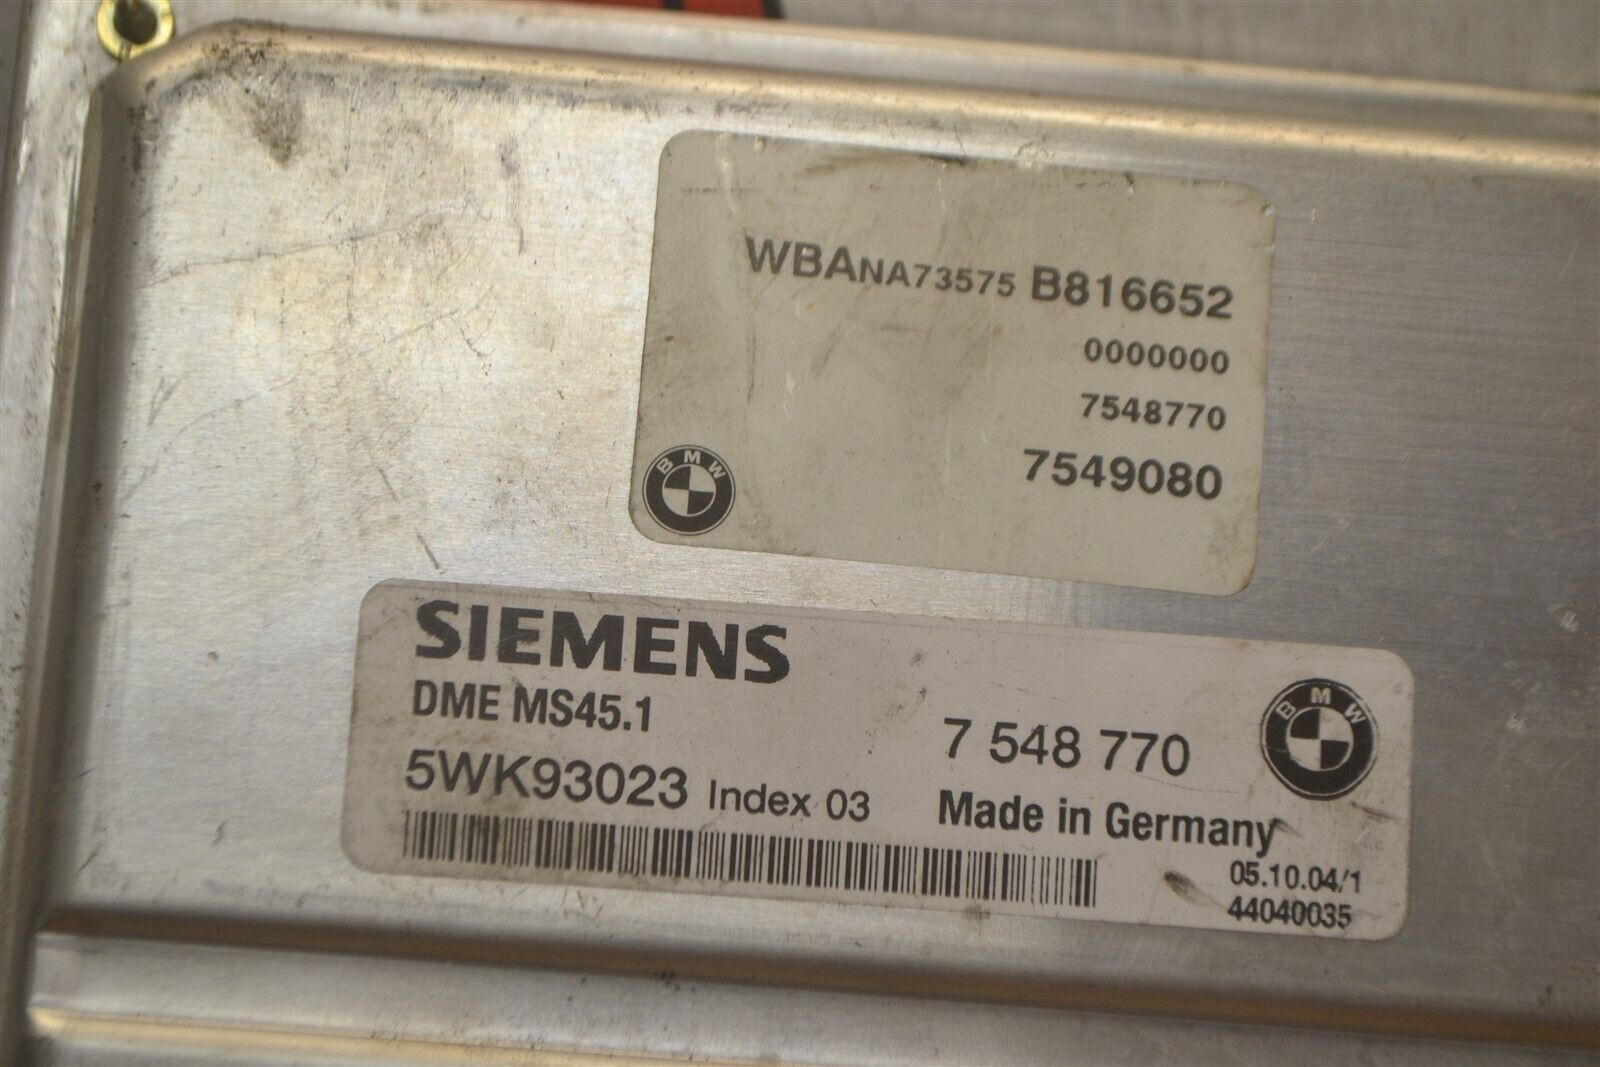 WBANA73575 B816652
0000000
7548770
7549080
BMW
SIEMENS
DME MS45.1
7 548 770
BMW
5WK93023 Index 03
Made in Germany
05.10.04/1
44040035